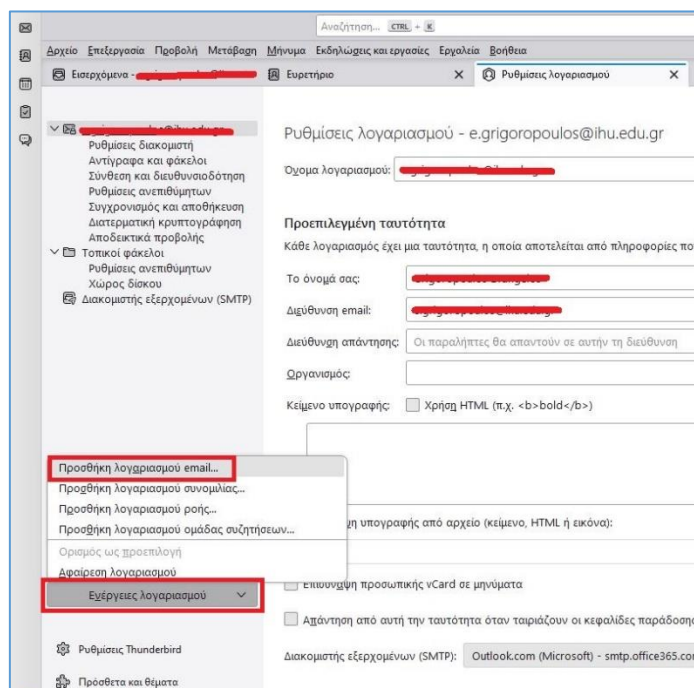 Αναζήτηση... CTRL + K
Αρχείο Επεξεργασία Προβολή Μετάβαση Μήνυμα Εκδηλώσεις και εργασίες Εργαλεία Βοήθεια
Εισερχόμενα - Ευρετήριο Ρυθμίσεις λογαριασμού
Ρυθμίσεις διακομιστή
Αντίγραφα και φάκελοι
Σύνθεση και διευθυνσιοδότηση
Ρυθμίσεις ανεπιθύμητων
Συγχρονισμός και αποθήκευση
Διατερματική κρυπτογράφηση
Αποδεικτικά προβολής
Τοπικοί φάκελοι
Ρυθμίσεις ανεπιθύμητων
Χώρος δίσκου
Διακομιστής εξερχομένων (SMTP)
Ρυθμίσεις λογαριασμού - e.grigoropoulos@ihu.edu.gr
Όνομα λογαριασμού:
Προεπιλεγμένη ταυτότητα
Κάθε λογαριασμός έχει μια ταυτότητα, η οποία αποτελείται από πληροφορίες
Το όνομά σας:
Διεύθυνση email:
Διεύθυνση απάντησης: Οι παραλήπτες θα απαντούν σε αυτήν τη διεύθυνση
Οργανισμός:
Κείμενο υπογραφής: Χρήση HTML (π.χ. <b>bold</b>)
Προσθήκη λογαριασμού email...
Προσθήκη λογαριασμού συνομιλίας...
Προσθήκη λογαριασμού ροής...
Προσθήκη λογαριασμού ομάδας συζητήσεων...
Ορισμός ως προεπιλογή
Αφαίρεση λογαριασμού
Ενέργειες λογαριασμού
υπογραφής από αρχείο (κείμενο, HTML ή εικόνα):
Επισύναψη προσωπικής vCard σε μηνύματα
Απάντηση από αυτή την ταυτότητα όταν ταιριάζουν οι κεφαλίδες παράδοσης
Διακομιστής εξερχομένων (SMTP): Outlook.com (Microsoft) - smtp.office365.com
Ρυθμίσεις Thunderbird
Πρόσθετα και θέματα